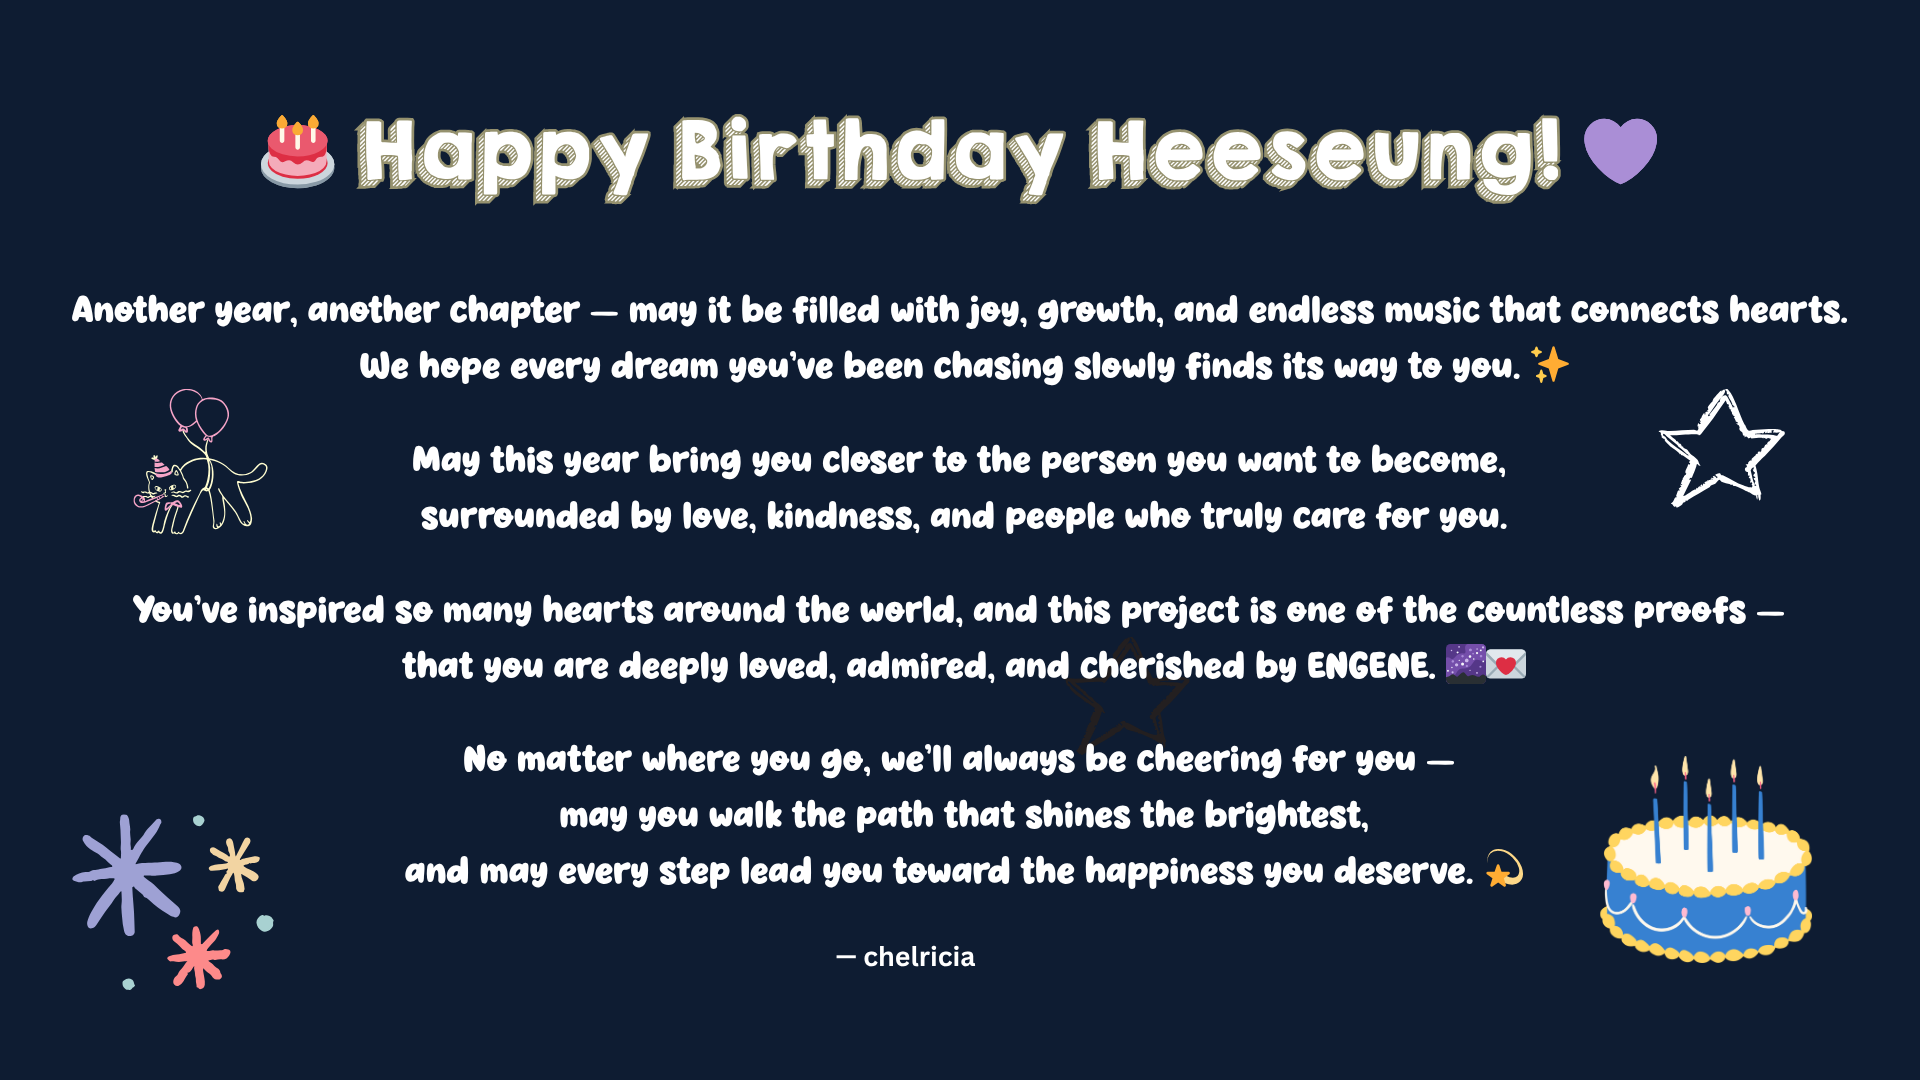 🎂 Happy Birthday Heeseung! 💜
Another year, another chapter — may it be filled with joy, growth, and endless music that connects hearts.
We hope every dream you’ve been chasing slowly finds its way to you. ✨
May this year bring you closer to the person you want to become,
surrounded by love, kindness, and people who truly care for you.
You’ve inspired so many hearts around the world, and this project is one of the countless proofs —
that you are deeply loved, admired, and cherished by ENGENE. 🌌💌
No matter where you go, we’ll always be cheering for you —
may you walk the path that shines the brightest,
and may every step lead you toward the happiness you deserve. 💫
— chelricia